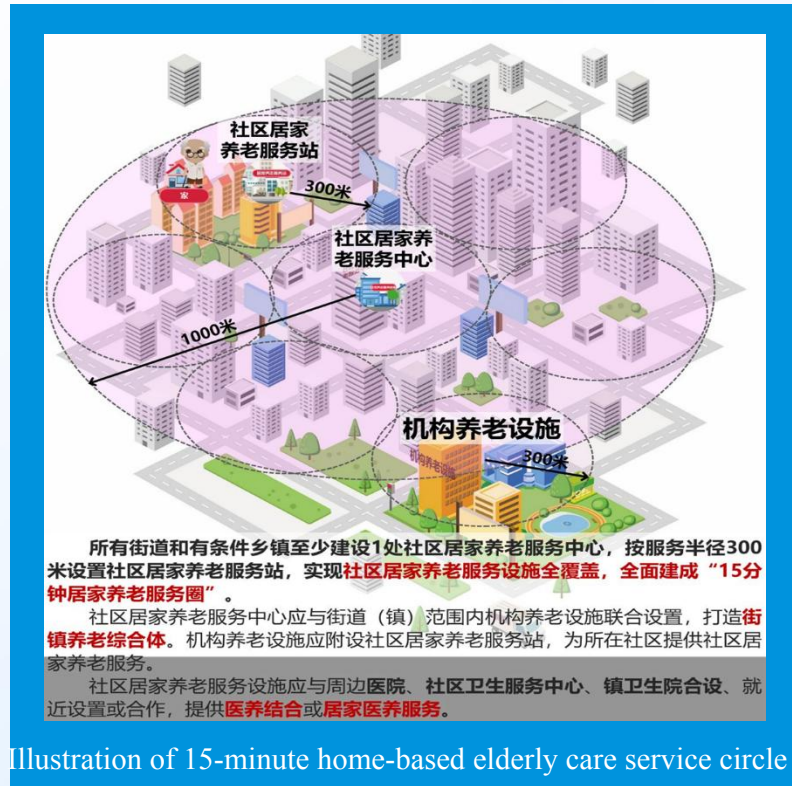 社区居家
养老服务站
300米
家
社区居家养
老服务中心
1000米
机构养老设施
机构养老设施
300米
所有街道和有条件乡镇至少建设1处社区居家养老服务中心，按服务半径300
米设置社区居家养老服务站，实现社区居家养老服务设施全覆盖，全面建成“15分
钟居家养老服务圈”。
社区居家养老服务中心应与街道（镇）范围内机构养老设施联合设置，打造街
镇养老综合体。机构养老设施应附设社区居家养老服务站，为所在社区提供社区居
家养老服务。
社区居家养老服务设施应与周边医院、社区卫生服务中心、镇卫生院合设、就
近设置或合作，提供医养结合或居家医养服务。
Illustration of 15-minute home-based elderly care service circle